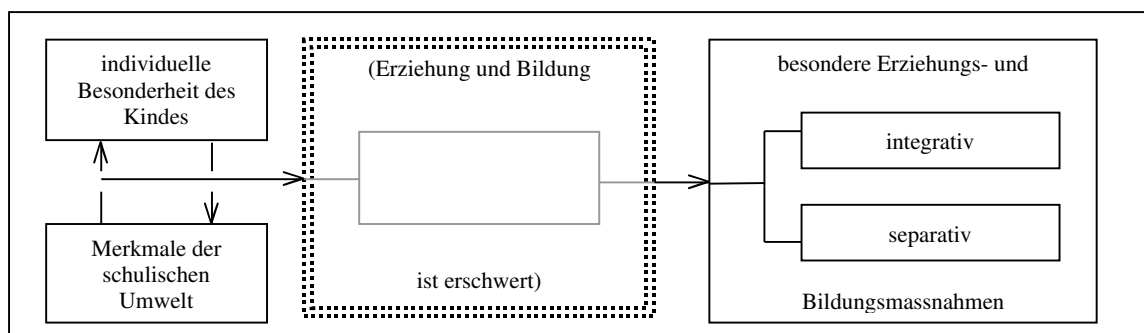 individuelle
Besonderheit des
Kindes
Merkmale der
schulischen
Umwelt
(Erziehung und Bildung
ist erschwert)
besondere Erziehungs- und
integrativ
separativ
Bildungsmassnahmen